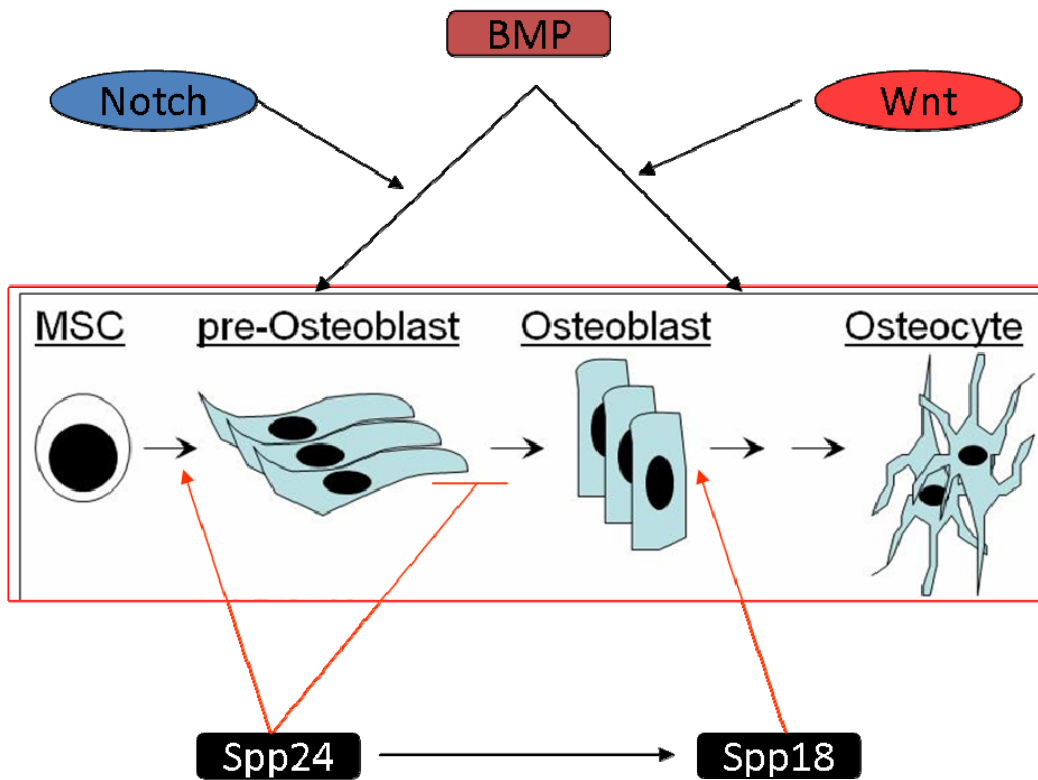 BMP
Notch
Wnt
MSC
pre-Osteoblast
Osteoblast
Osteocyte
Spp24
Spp18